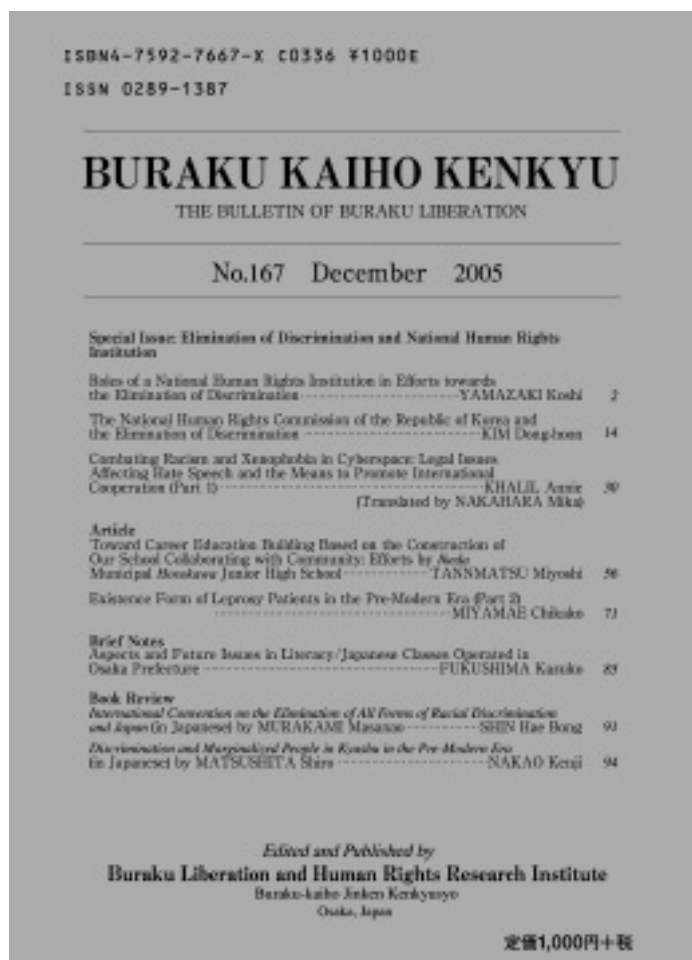 ISBN4-7592-7667-X C0336 ¥1000E
ISSN 0289-1387
BURAKU KAIHO KENKYU
THE BULLETIN OF BURAKU LIBERATION
No.167 December 2005
Special Issue: Elimination of Discrimination and National Human Rights
Institution
Roles of a National Human Rights Institution in Efforts towards
the Elimination of Discrimination YAMAZAKI Koshi 2
The National Human Rights Commission of the Republic of Korea and
the Elimination of Discrimination KIM Dong-hoon 14
Combating Racism and Xenophobia in Cyberspace: Legal Issues
Affecting Hate Speech and the Means to Promote International
Cooperation (Part 1) KHALIL Annie 30
(Translated by NAKAHARA Mika)
Article
Toward Career Education Building Based on the Construction of
Our School Collaborating with Community: Efforts by
Municipal Junior High School TANNMATSU Miyoshi 56
Existence Form of Leprosy Patients in the Pre-Modern Era (Part 2)
MIYAMAE Chikako 71
Brief Notes
Aspects and Future Issues in Literacy/Japanese Classes Operated in
Osaka Prefecture FUKUSHIMA Kazuko 85
Book Review
International Convention on the Elimination of All Forms of Racial Discrimination
and Japan (in Japanese) by MURAKAMI Masanao SHIN Hae Bong 91
Discrimination and Marginalized People in Kyushu in the Pre-Modern Era
(in Japanese) by MATSUSHITA Shiro NAKAO Kenji 94
Edited and Published by
Buraku Liberation and Human Rights Research Institute
Buraku-kaiho Jinken Kenkyusyo
Osaka, Japan
定価1,000円+税